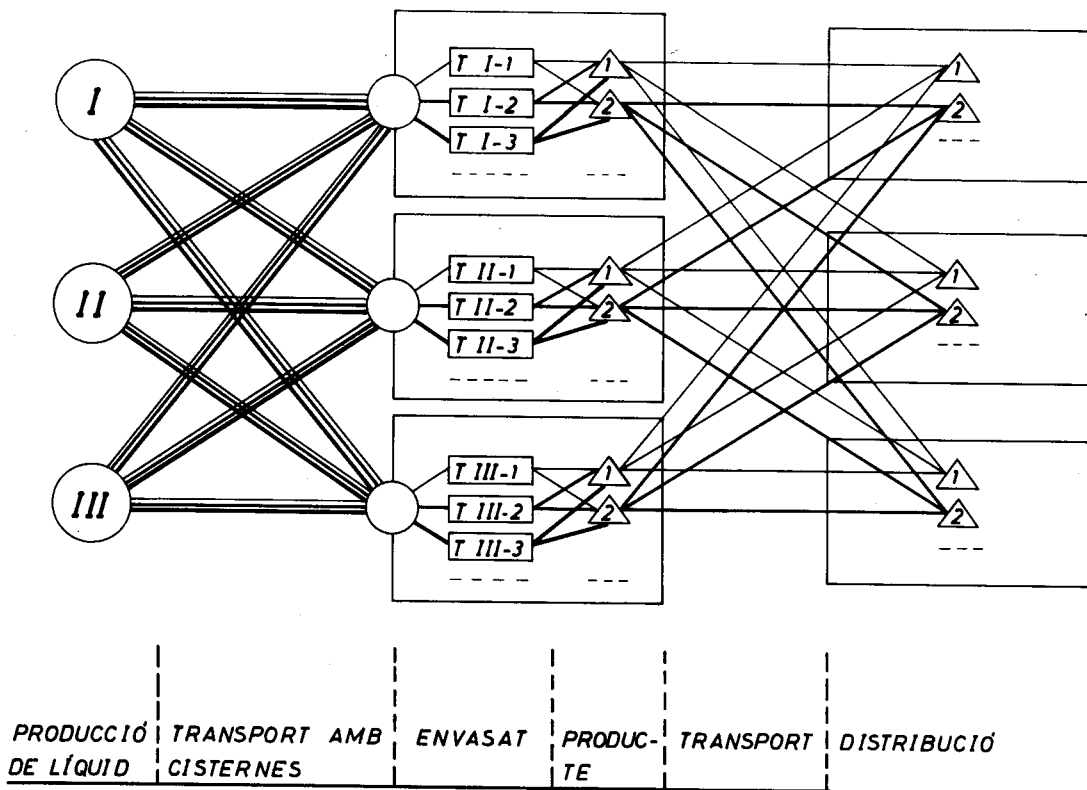 I
T I-1
T I-2
T I-3
1
2
1
2
II
T II-1
T II-2
T II-3
1
2
1
2
III
T III-1
T III-2
T III-3
1
2
1
2
PRODUCCIÓ
DE LÍQUID
TRANSPORT AMB
CISTERNES
ENVASAT
PRODUC-
TE
TRANSPORT
DISTRIBUCIÓ